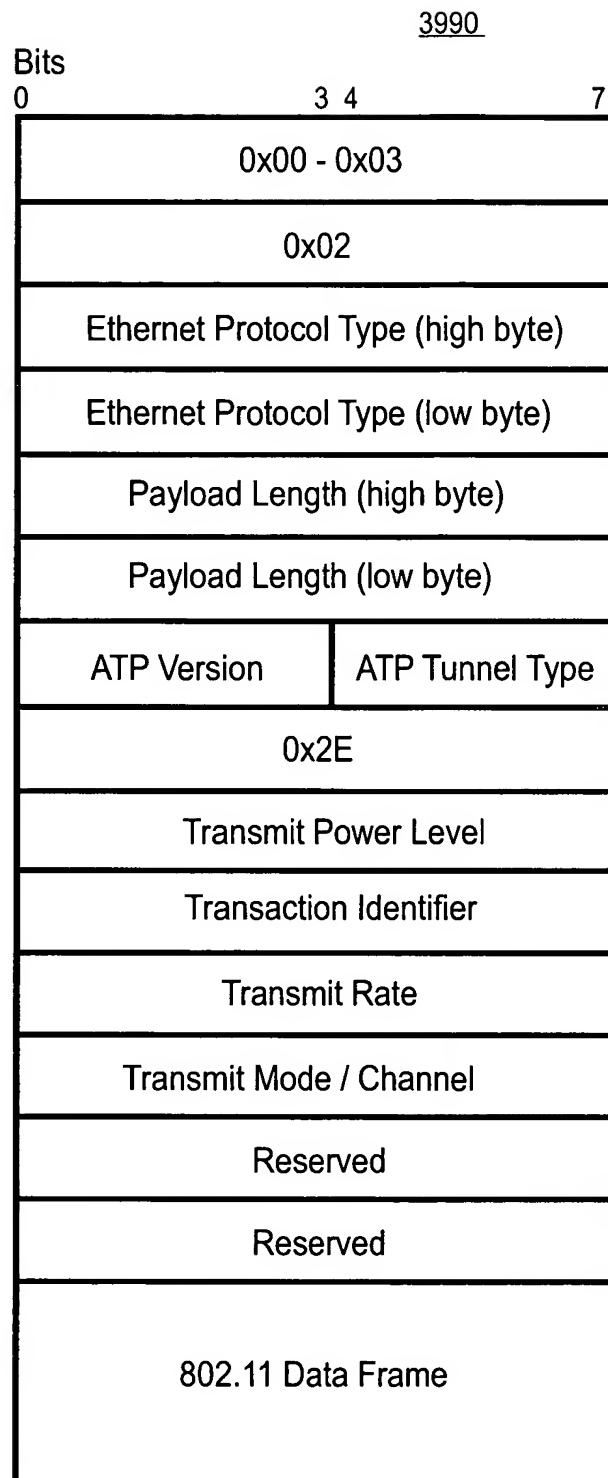 3990
Bits
0 3 4 7
0x00 - 0x03
0x02
Ethernet Protocol Type (high byte)
Ethernet Protocol Type (low byte)
Payload Length (high byte)
Payload Length (low byte)
ATP Version ATP Tunnel Type
0x2E
Transmit Power Level
Transaction Identifier
Transmit Rate
Transmit Mode / Channel
Reserved
Reserved
802.11 Data Frame